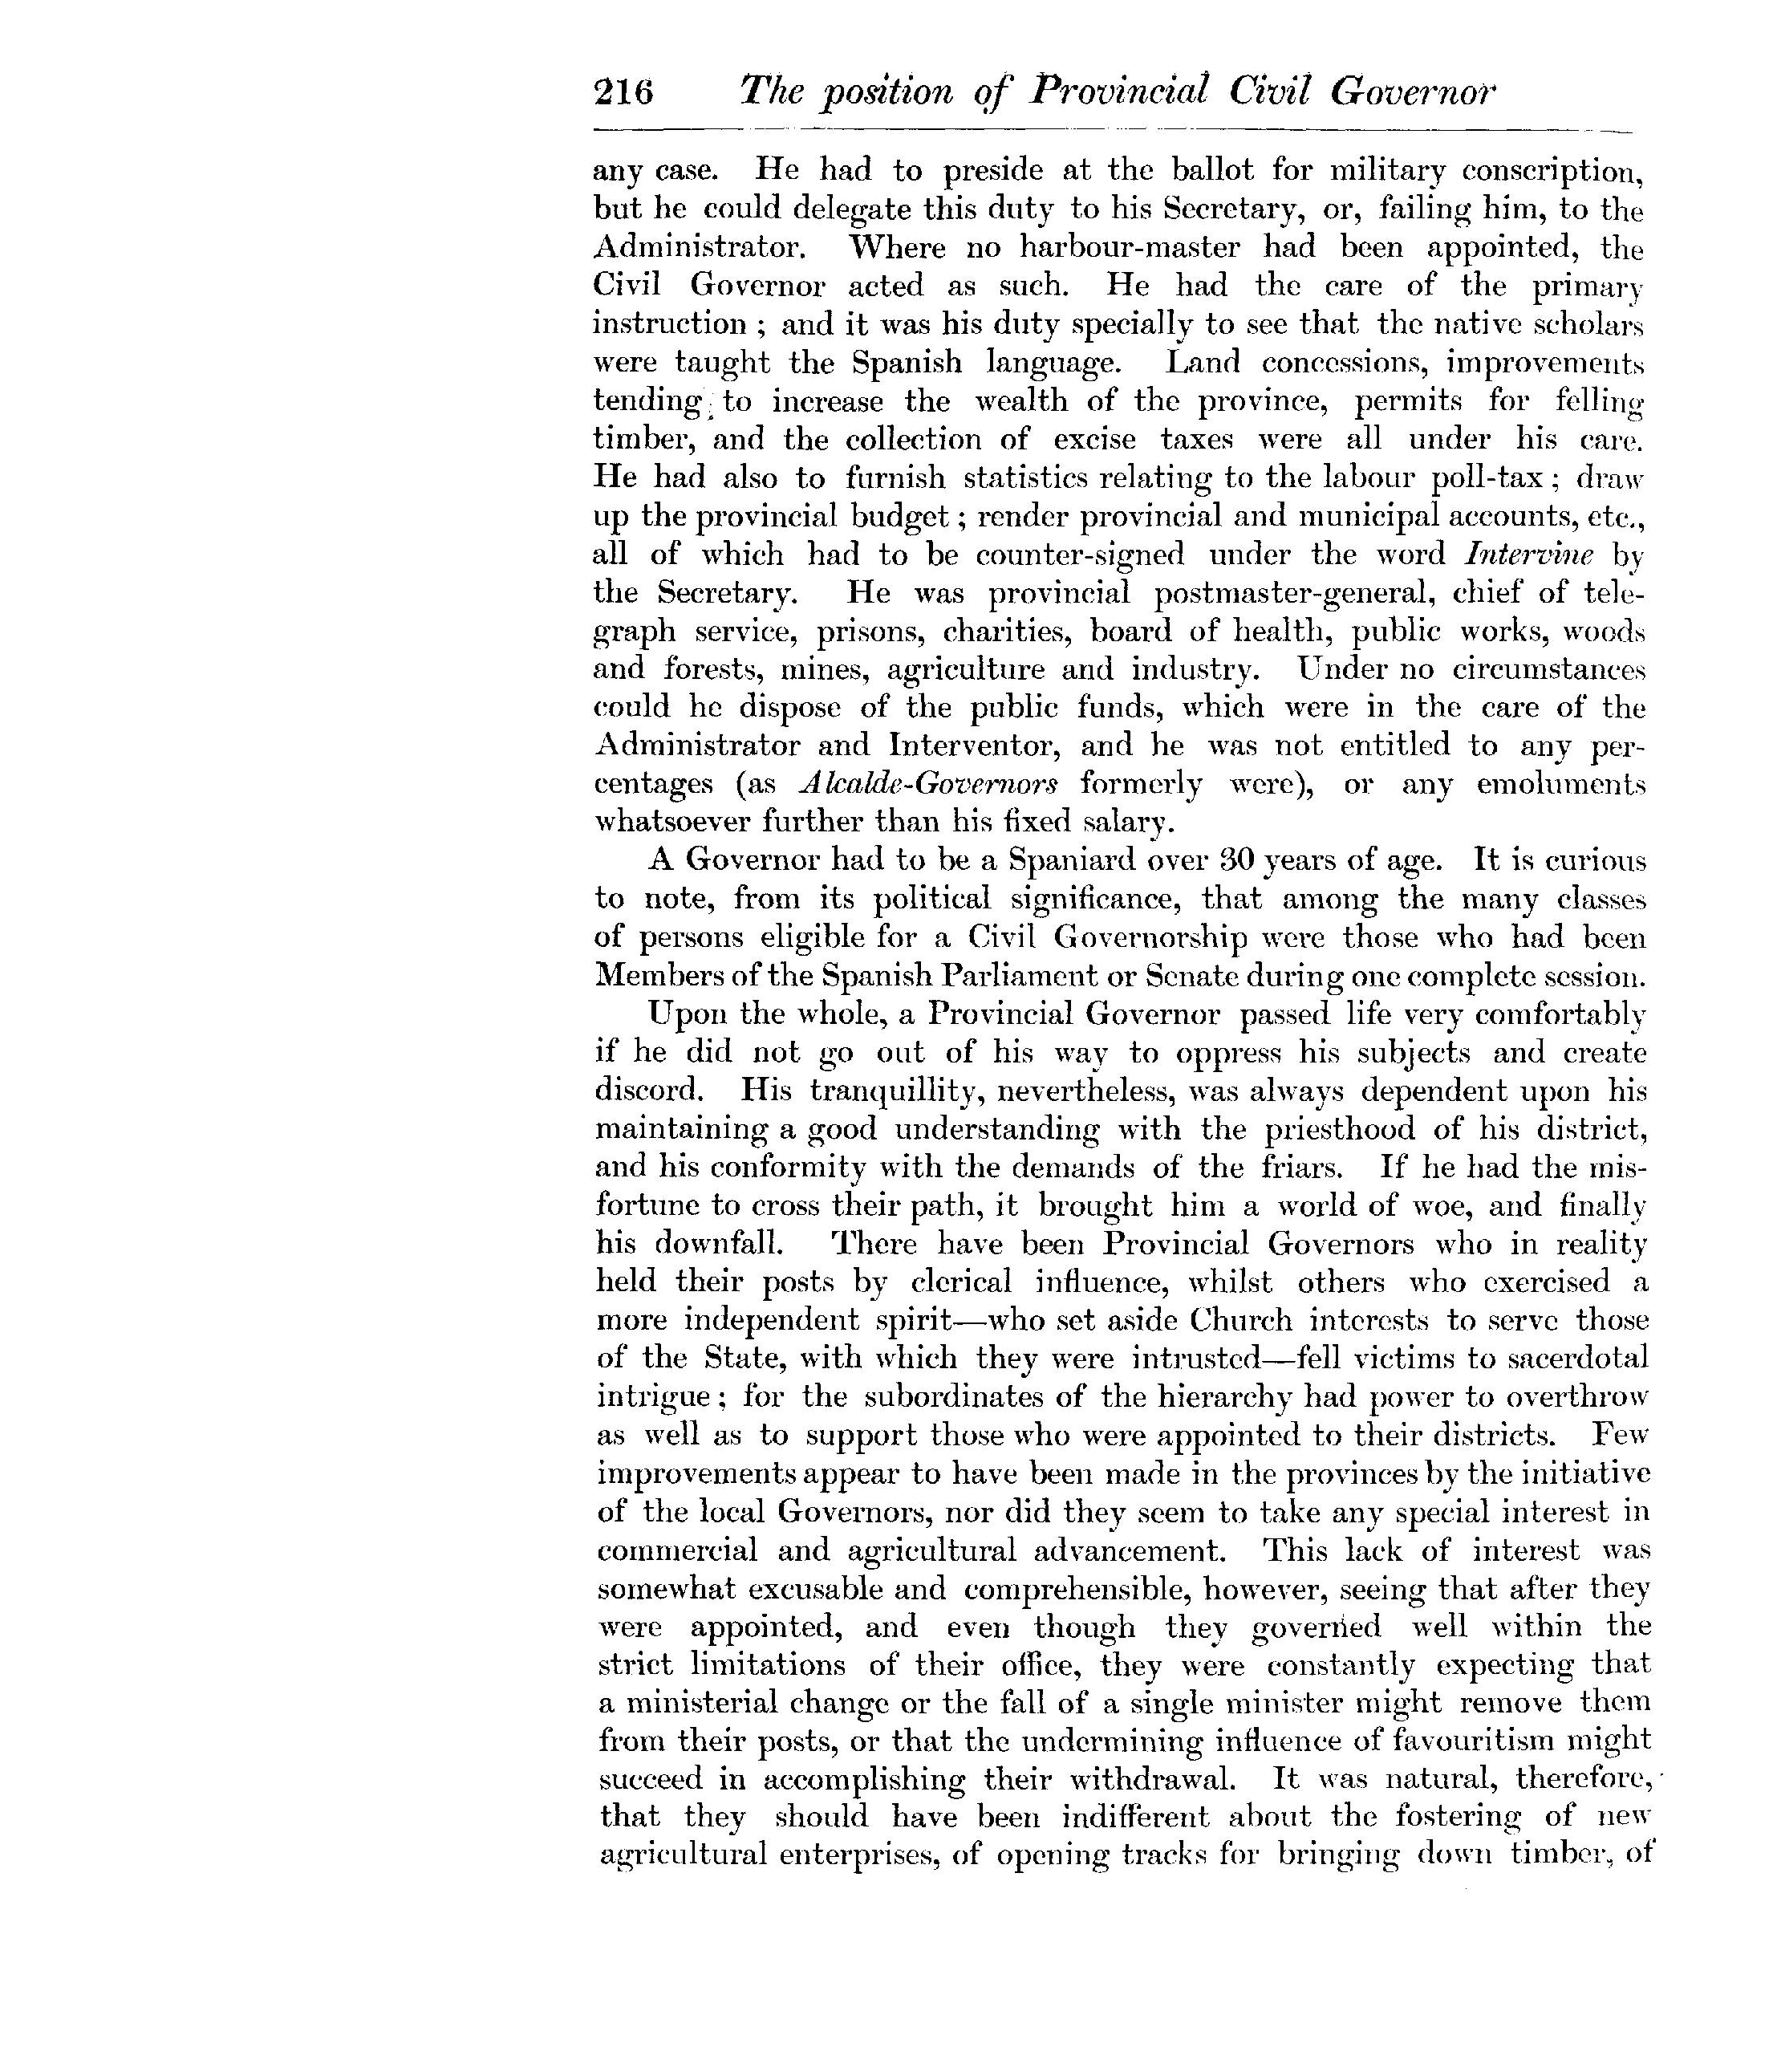 216 The position of Provincial Civil Governor
any case. He had to preside at the ballot for military conscription,
but he could delegate this duty to his Secretary, or, failing him, to the
Administrator. Where no harbour-master had been appointed, the
Civil Governor acted as such. He had the care of the primary
instruction ; and it was his duty specially to see that the native scholars
were taught the Spanish language. Land concessions, improvements
tending to increase the wealth of the province, permits for felling
timber, and the collection of excise taxes were all under his care.
He had also to furnish statistics relating to the labour poll-tax ; draw
up the provincial budget ; render provincial and municipal accounts, etc.,
all of which had to be counter-signed under the word Intervine by
the Secretary. He was provincial postmaster-general, chief of tele-
graph service, prisons, charities, board of health, public works, woods
and forests, mines, agriculture and industry. Under no circumstances
could he dispose of the public funds, which were in the care of the
Administrator and Interventor, and he was not entitled to any per-
centages (as Alcalde-Governors formerly were), or any emoluments
whatsoever further than his fixed salary.
A Governor had to be a Spaniard over 30 years of age. It is curious
to note, from its political significance, that among the many classes
of persons eligible for a Civil Governorship were those who had been
Members of the Spanish Parliament or Senate during one complete session.
Upon the whole, a Provincial Governor passed life very comfortably
if he did not go out of his way to oppress his subjects and create
discord. His tranquillity, nevertheless, was always dependent upon his
maintaining a good understanding with the priesthood of his district,
and his conformity with the demands of the friars. If he had the mis-
fortune to cross their path, it brought him a world of woe, and finally
his downfall. There have been Provincial Governors who in reality
held their posts by clerical influence, whilst others who exercised a
more independent spirit—who set aside Church interests to serve those
of the State, with which they were intrusted—fell victims to sacerdotal
intrigue ; for the subordinates of the hierarchy had power to overthrow
as well as to support those who were appointed to their districts. Few
improvements appear to have been made in the provinces by the initiative
of the local Governors, nor did they seem to take any special interest in
commercial and agricultural advancement. This lack of interest was
somewhat excusable and comprehensible, however, seeing that after they
were appointed, and even though they governed well within the
strict limitations of their office, they were constantly expecting that
a ministerial change or the fall of a single minister might remove them
from their posts, or that the undermining influence of favouritism might
succeed in accomplishing their withdrawal. It was natural, therefore,
that they should have been indifferent about the fostering of new
agricultural enterprises, of opening tracks for bringing down timber, of